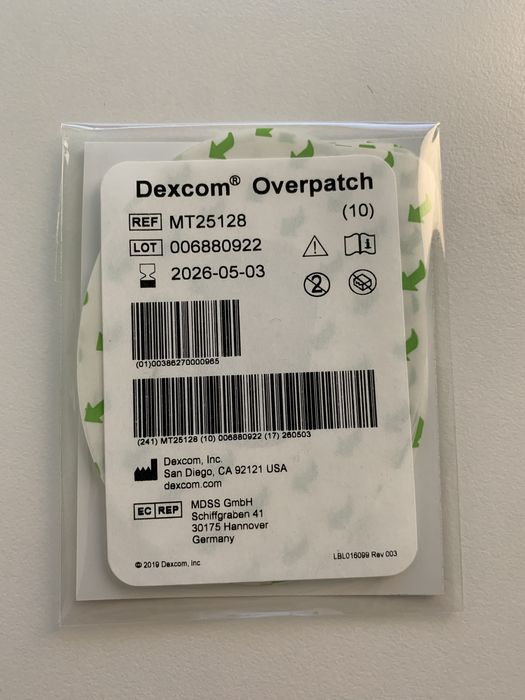 Dexcom® Overpatch
(10)
REF MT25128
LOT 006880922
2026-05-03
(01)00386270000965
(241) MT25128 (10) 006880922 (17) 260503
Dexcom, Inc.
San Diego, CA 92121 USA
dexcom.com
EC REP
MDSS GmbH
Schiffgraben 41
30175 Hannover
Germany
© 2019 Dexcom, Inc.
LBL016099 Rev 003